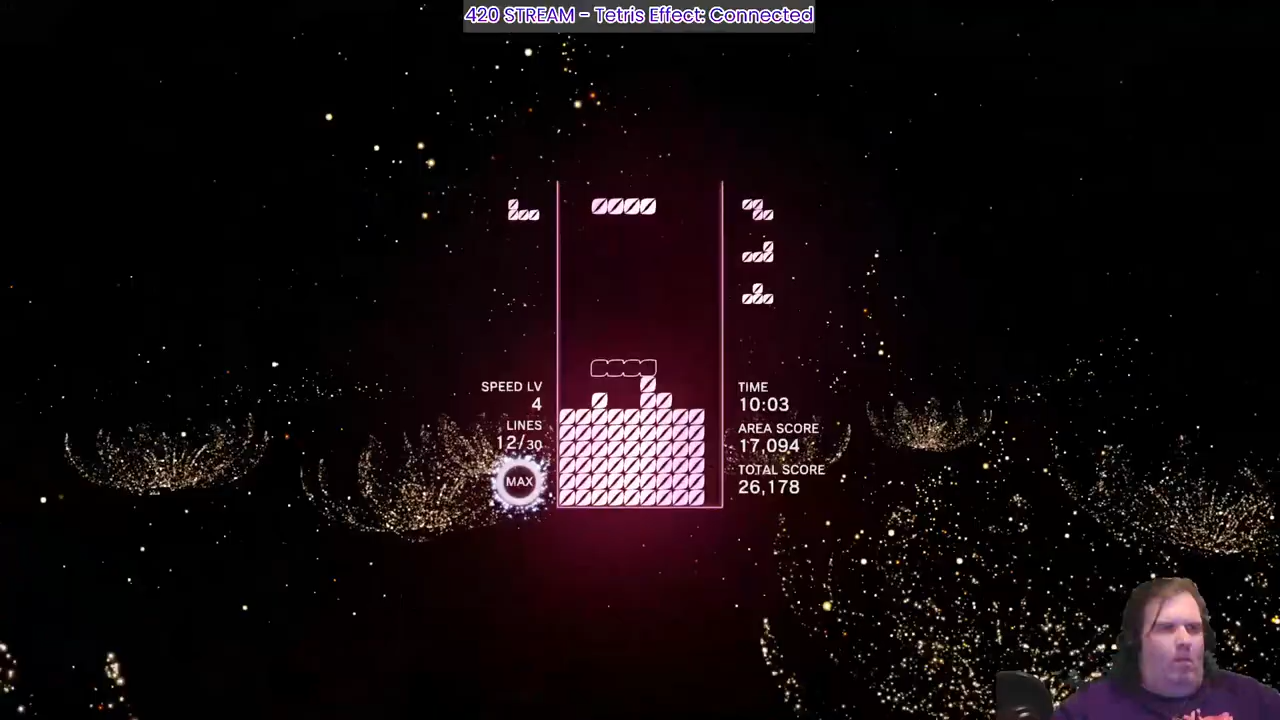 420 STREAM - Tetris Effect: Connected
SPEED LV
4
LINES
12/30
MAX
TIME
10:03
AREA SCORE
17,094
TOTAL SCORE
26,178